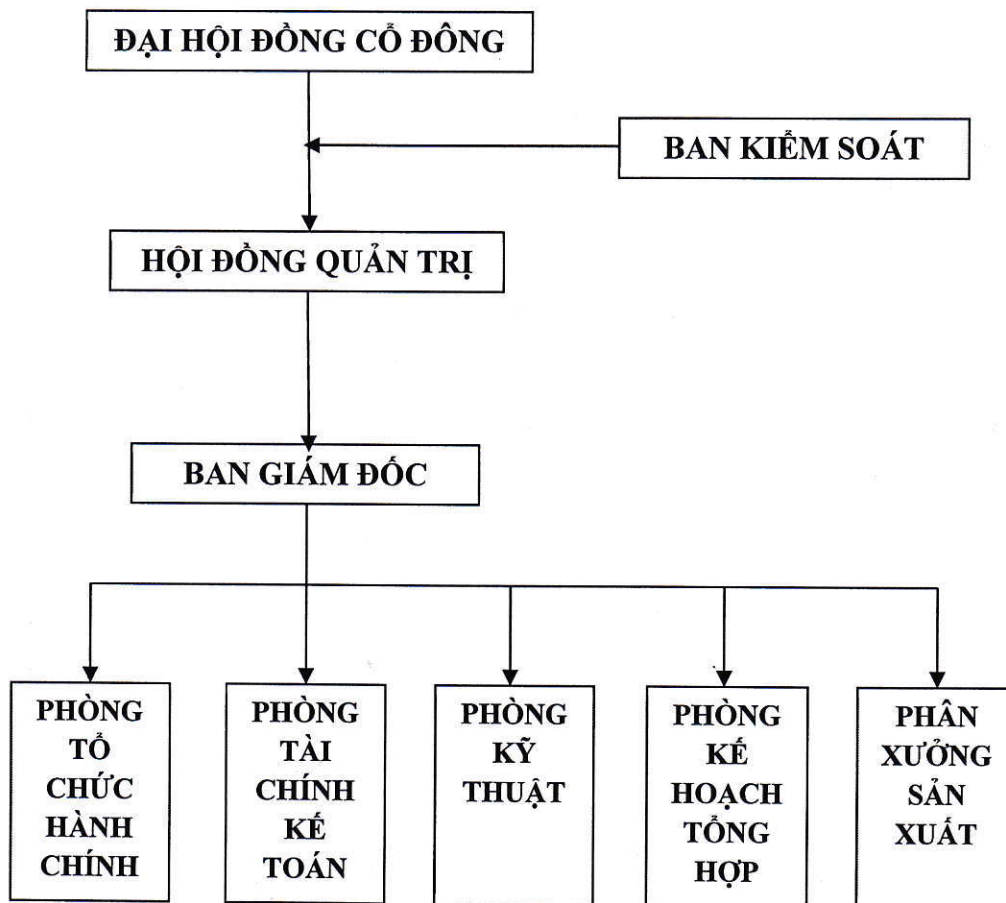 ĐẠI HỘI ĐỒNG CỔ ĐÔNG
BAN KIỂM SOÁT
HỘI ĐỒNG QUẢN TRỊ
BAN GIÁM ĐỐC
PHÒNG
TỔ
CHỨC
HÀNH
CHÍNH
PHÒNG
TÀI
CHÍNH
KẾ
TOÁN
PHÒNG
KỸ
THUẬT
PHÒNG
KẾ
HOẠCH
TỔNG
HỢP
PHÂN
XƯỞNG
SẢN
XUẤT